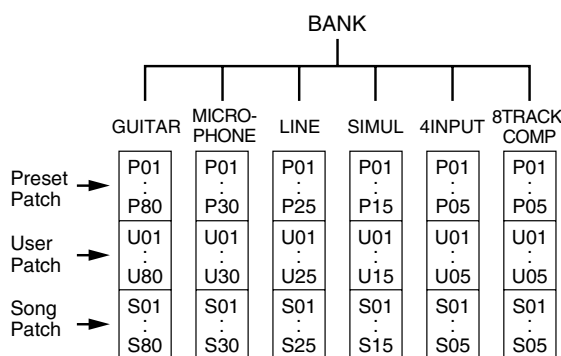 BANK
GUITAR MICRO-PHONE LINE SIMUL 4INPUT 8TRACK COMP
Preset Patch
P01 P01 P01 P01 P01 P01
: : : : : :
P80 P30 P25 P15 P05 P05
User Patch
U01 U01 U01 U01 U01 U01
: : : : : :
U80 U30 U25 U15 U05 U05
Song Patch
S01 S01 S01 S01 S01 S01
: : : : : :
S80 S30 S25 S15 S05 S05